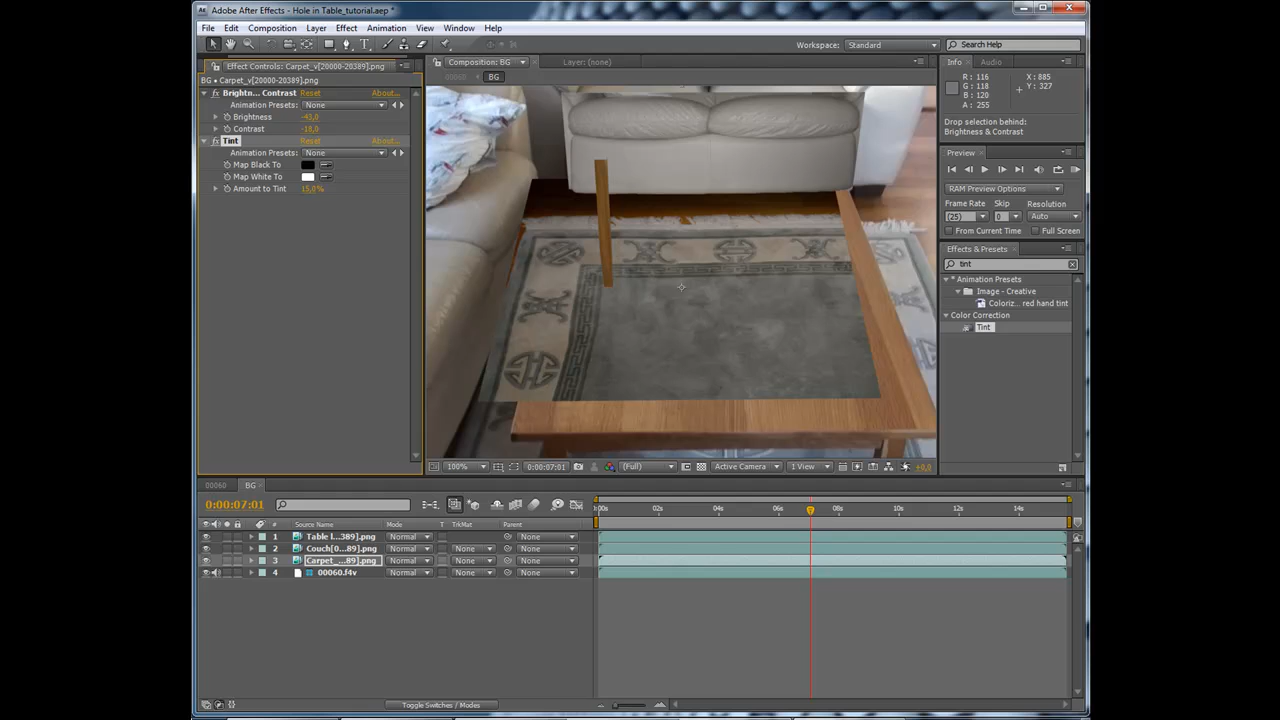 Adobe After Effects - Hole in Table_tutorial.aep *
File Edit Composition Layer Effect Animation View Window Help
Workspace: Standard Search Help
Effect Controls: Carpet_v[20000-20389].png
BG • Carpet_v[20000-20389].png
Brightn... Contrast Reset About...
Animation Presets: None
Brightness -43,0
Contrast -18,0
Tint Reset About...
Animation Presets: None
Map Black To
Map White To
Amount to Tint 15,0%
Composition: BG Layer: (none)
00060 BG
100% 0:00:07:01 (Full) Active Camera 1 View +0,0
Info Audio
R: 116 X: 885
G: 118 Y: 327
B: 120
A: 255
Drop selection behind:
Brightness & Contrast
Preview
RAM Preview Options
Frame Rate Skip Resolution
(25) 0 Auto
From Current Time Full Screen
Effects & Presets
tint
* Animation Presets
Image - Creative
Coloriz... red hand tint
Color Correction
Tint
00060 BG
0:00:07:01
# Source Name Mode T TrkMat Parent
:00s 02s 04s 06s 08s 10s 12s 14s
1 Table l...389].png Normal None
2 Couch[0...89].png Normal None None
3 Carpet_...89].png Normal None None
4 00060.f4v Normal None None
Toggle Switches / Modes